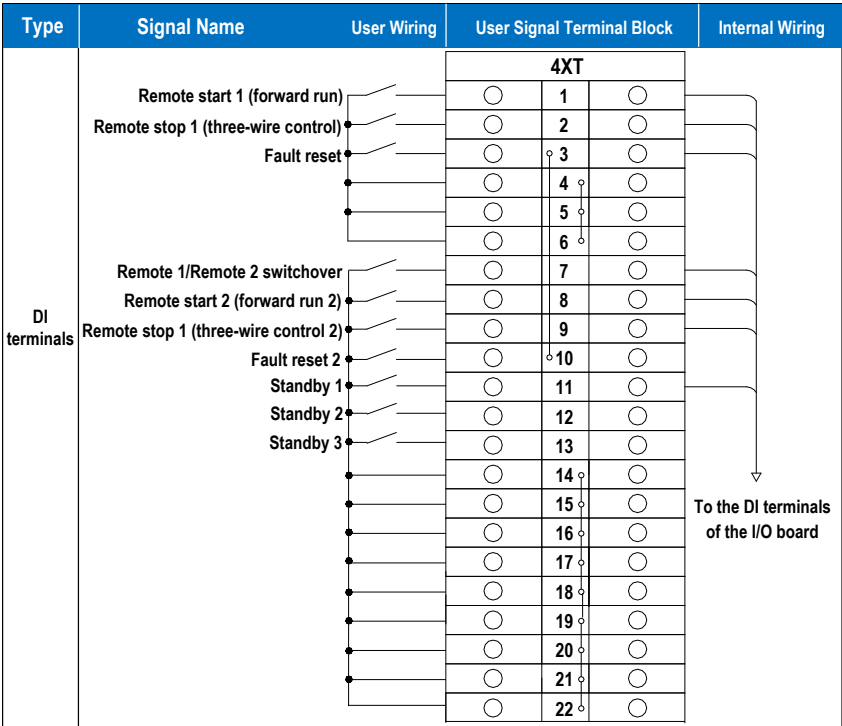 Type Signal Name User Wiring User Signal Terminal Block Internal Wiring
4XT
Remote start 1 (forward run) 1
Remote stop 1 (three-wire control) 2
Fault reset 3
4
5
6
Remote 1/Remote 2 switchover 7
Remote start 2 (forward run 2) 8
DI
terminals
Remote stop 1 (three-wire control 2) 9
Fault reset 2 10
Standby 1 11
Standby 2 12
Standby 3 13
14
15
16
17
18
19
20
21
22
To the DI terminals
of the I/O board